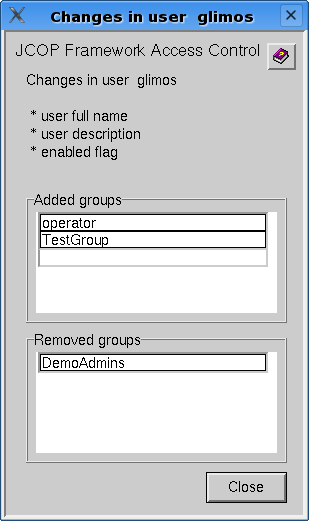 Changes in user glimos
JCOP Framework Access Control
Changes in user glimos
* user full name
* user description
* enabled flag
Added groups
operator
TestGroup
Removed groups
DemoAdmins
Close